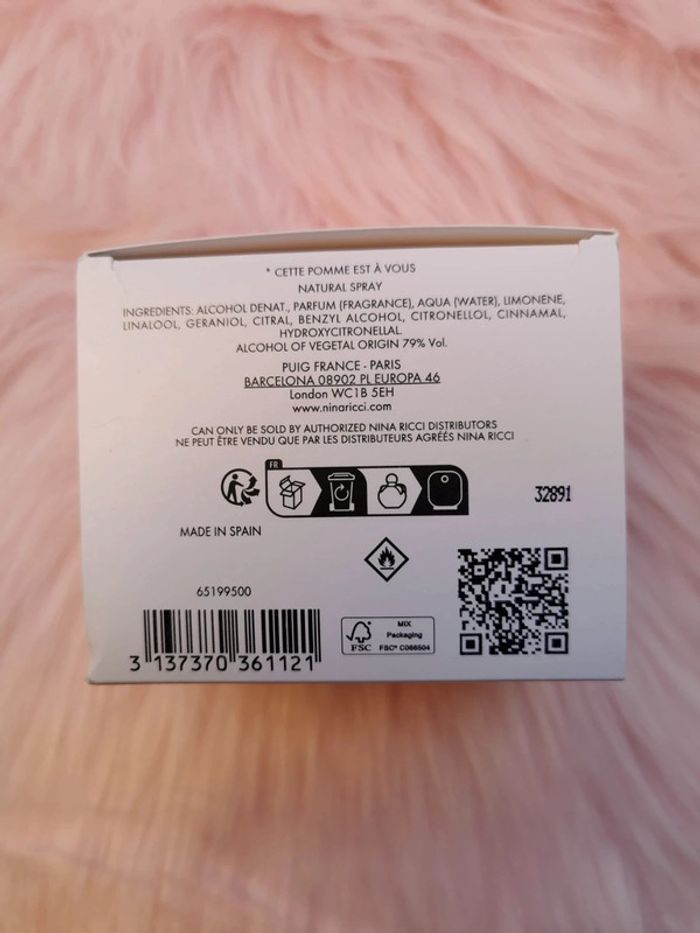 * CETTE POMME EST À VOUS
NATURAL SPRAY
INGREDIENTS: ALCOHOL DENAT., PARFUM (FRAGRANCE), AQUA (WATER), LIMONENE,
LINALOOL, GERANIOL, CITRAL, BENZYL ALCOHOL, CITRONELLOL, CINNAMAL,
HYDROXYCITRONELLAL.
ALCOHOL OF VEGETAL ORIGIN 79% Vol.
PUIG FRANCE - PARIS
BARCELONA 08902 PL EUROPA 46
London WC1B 5EH
www.ninaricci.com
CAN ONLY BE SOLD BY AUTHORIZED NINA RICCI DISTRIBUTORS
NE PEUT ÊTRE VENDU QUE PAR LES DISTRIBUTEURS AGRÉÉS NINA RICCI
FR
32891
MADE IN SPAIN
65199500
3 137370 361121
FSC
MIX
Packaging
FSC® C066504